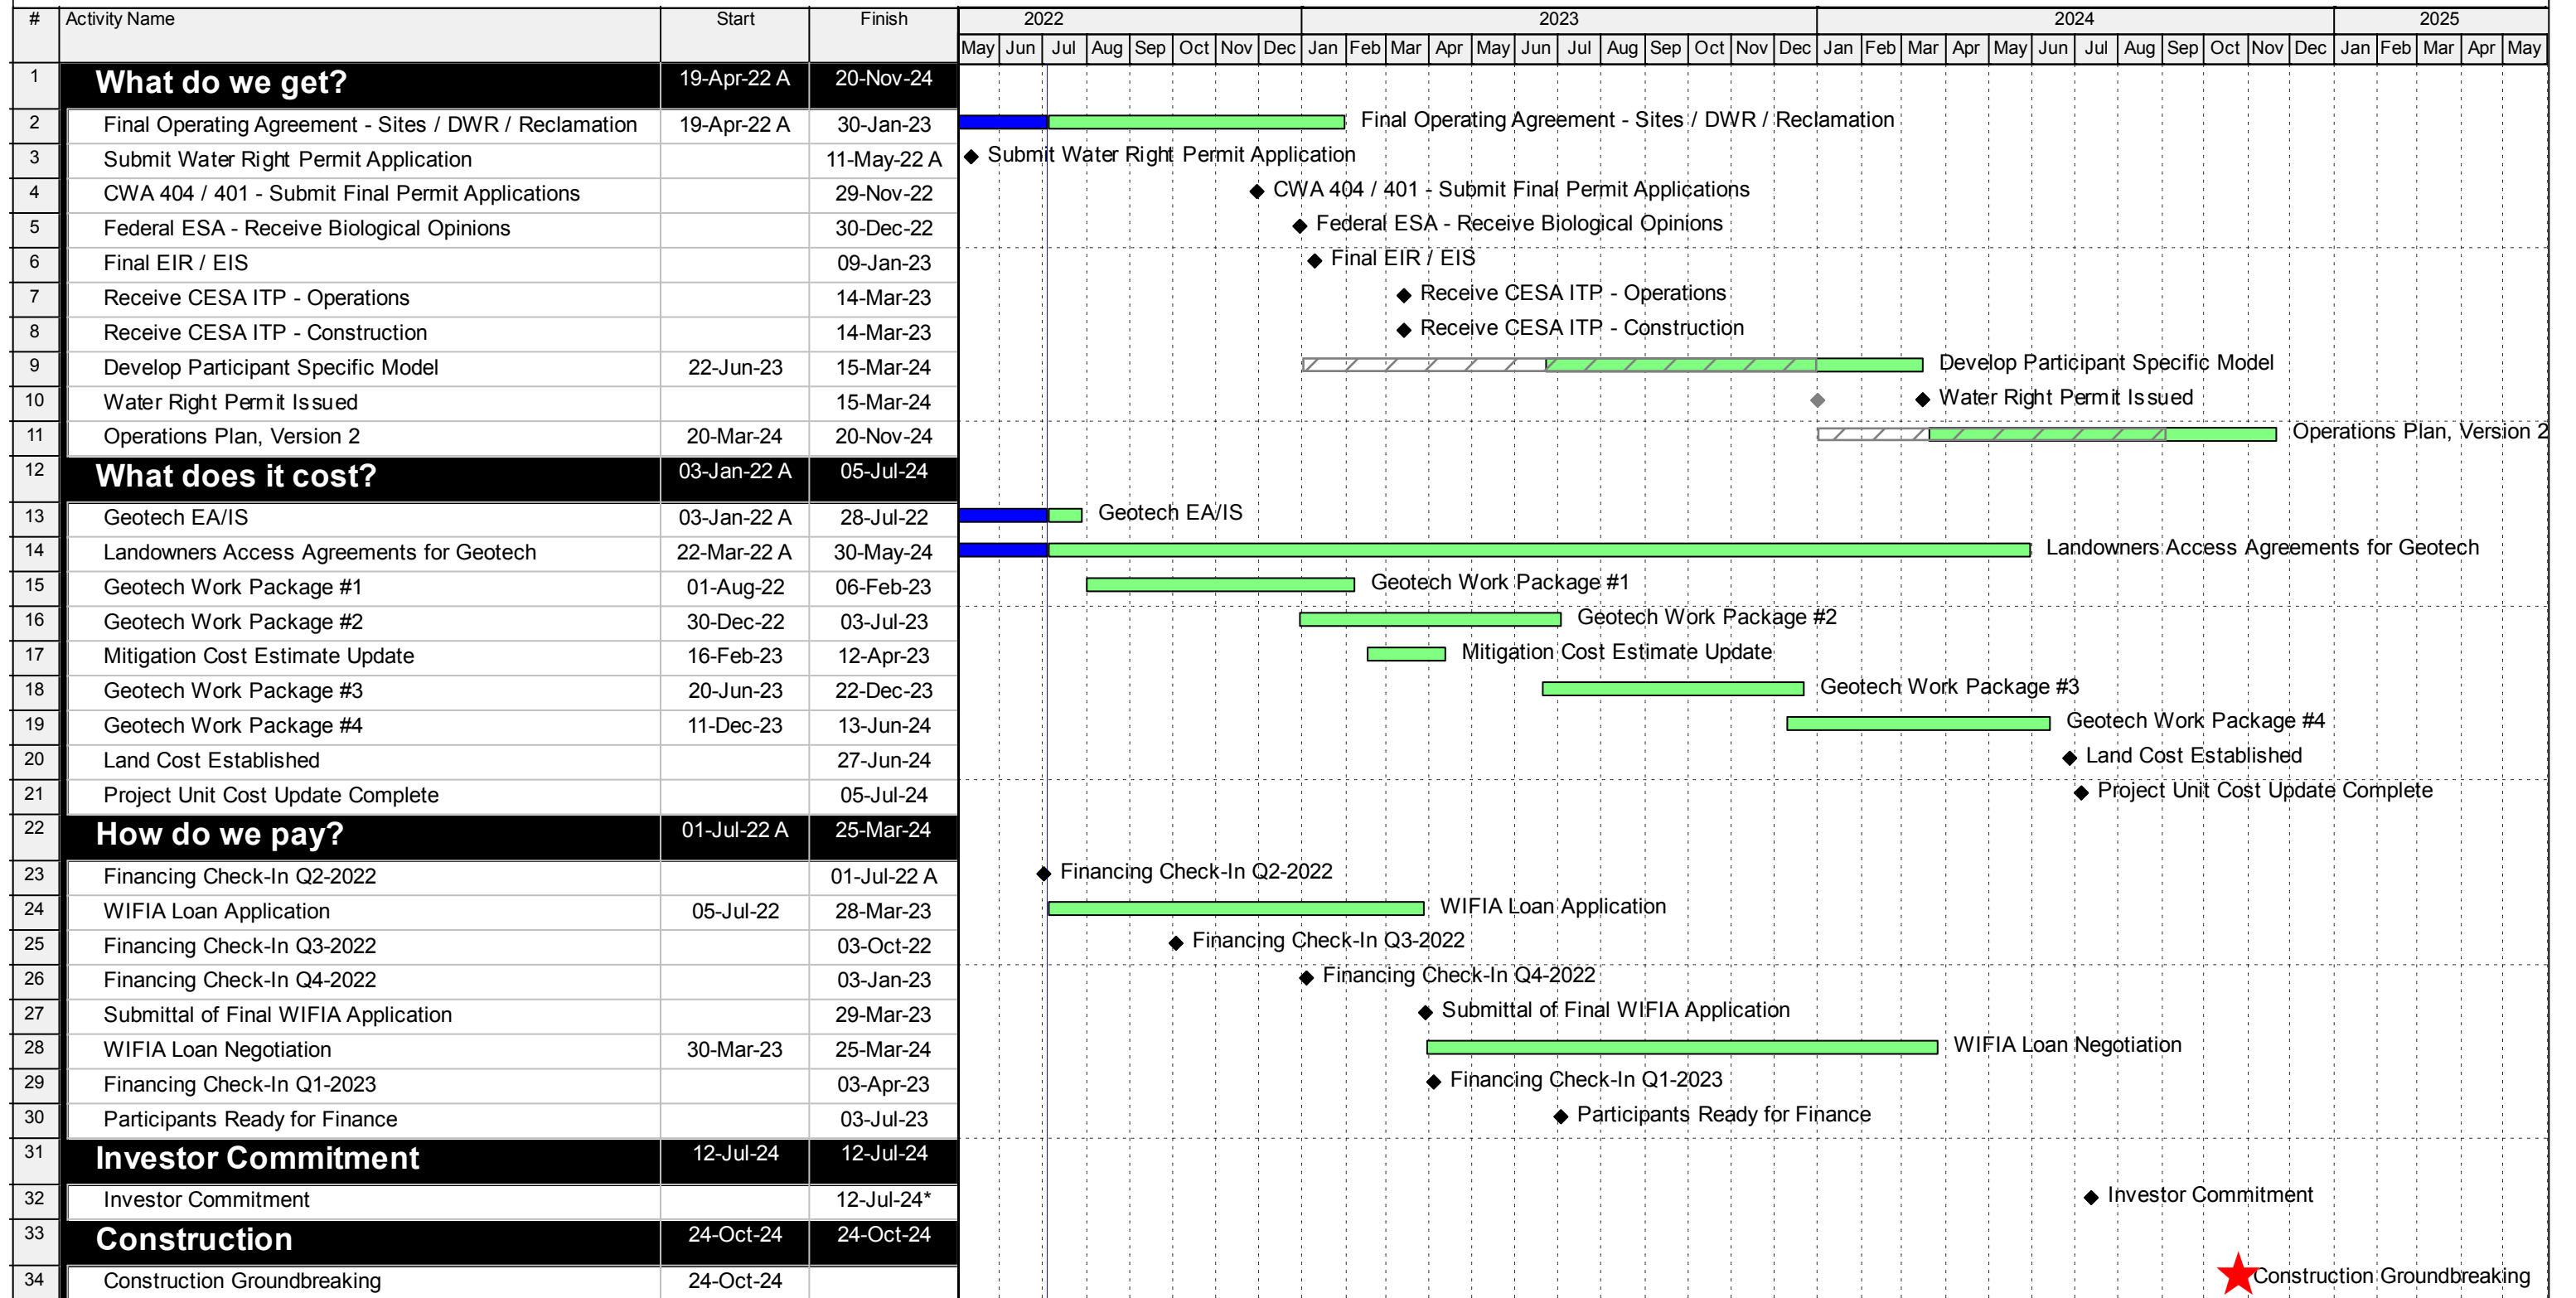 # Activity Name Start Finish 2022 2023 2024 2025
May Jun Jul Aug Sep Oct Nov Dec Jan Feb Mar Apr May Jun Jul Aug Sep Oct Nov Dec Jan Feb Mar Apr May Jun Jul Aug Sep Oct Nov Dec Jan Feb Mar Apr May
1 What do we get? 19-Apr-22 A 20-Nov-24
2 Final Operating Agreement - Sites / DWR / Reclamation 19-Apr-22 A 30-Jan-23 Final Operating Agreement - Sites / DWR / Reclamation
3 Submit Water Right Permit Application 11-May-22 A Submit Water Right Permit Application
4 CWA 404 / 401 - Submit Final Permit Applications 29-Nov-22 CWA 404 / 401 - Submit Final Permit Applications
5 Federal ESA - Receive Biological Opinions 30-Dec-22 Federal ESA - Receive Biological Opinions
6 Final EIR / EIS 09-Jan-23 Final EIR / EIS
7 Receive CESA ITP - Operations 14-Mar-23 Receive CESA ITP - Operations
8 Receive CESA ITP - Construction 14-Mar-23 Receive CESA ITP - Construction
9 Develop Participant Specific Model 22-Jun-23 15-Mar-24 Develop Participant Specific Model
10 Water Right Permit Issued 15-Mar-24 Water Right Permit Issued
11 Operations Plan, Version 2 20-Mar-24 20-Nov-24 Operations Plan, Version 2
12 What does it cost? 03-Jan-22 A 05-Jul-24
13 Geotech EA/IS 03-Jan-22 A 28-Jul-22 Geotech EA/IS
14 Landowners Access Agreements for Geotech 22-Mar-22 A 30-May-24 Landowners Access Agreements for Geotech
15 Geotech Work Package #1 01-Aug-22 06-Feb-23 Geotech Work Package #1
16 Geotech Work Package #2 30-Dec-22 03-Jul-23 Geotech Work Package #2
17 Mitigation Cost Estimate Update 16-Feb-23 12-Apr-23 Mitigation Cost Estimate Update
18 Geotech Work Package #3 20-Jun-23 22-Dec-23 Geotech Work Package #3
19 Geotech Work Package #4 11-Dec-23 13-Jun-24 Geotech Work Package #4
20 Land Cost Established 27-Jun-24 Land Cost Established
21 Project Unit Cost Update Complete 05-Jul-24 Project Unit Cost Update Complete
22 How do we pay? 01-Jul-22 A 25-Mar-24
23 Financing Check-In Q2-2022 01-Jul-22 A Financing Check-In Q2-2022
24 WIFIA Loan Application 05-Jul-22 28-Mar-23 WIFIA Loan Application
25 Financing Check-In Q3-2022 03-Oct-22 Financing Check-In Q3-2022
26 Financing Check-In Q4-2022 03-Jan-23 Financing Check-In Q4-2022
27 Submittal of Final WIFIA Application 29-Mar-23 Submittal of Final WIFIA Application
28 WIFIA Loan Negotiation 30-Mar-23 25-Mar-24 WIFIA Loan Negotiation
29 Financing Check-In Q1-2023 03-Apr-23 Financing Check-In Q1-2023
30 Participants Ready for Finance 03-Jul-23 Participants Ready for Finance
31 Investor Commitment 12-Jul-24 12-Jul-24
32 Investor Commitment 12-Jul-24* Investor Commitment
33 Construction 24-Oct-24 24-Oct-24
34 Construction Groundbreaking 24-Oct-24 Construction Groundbreaking